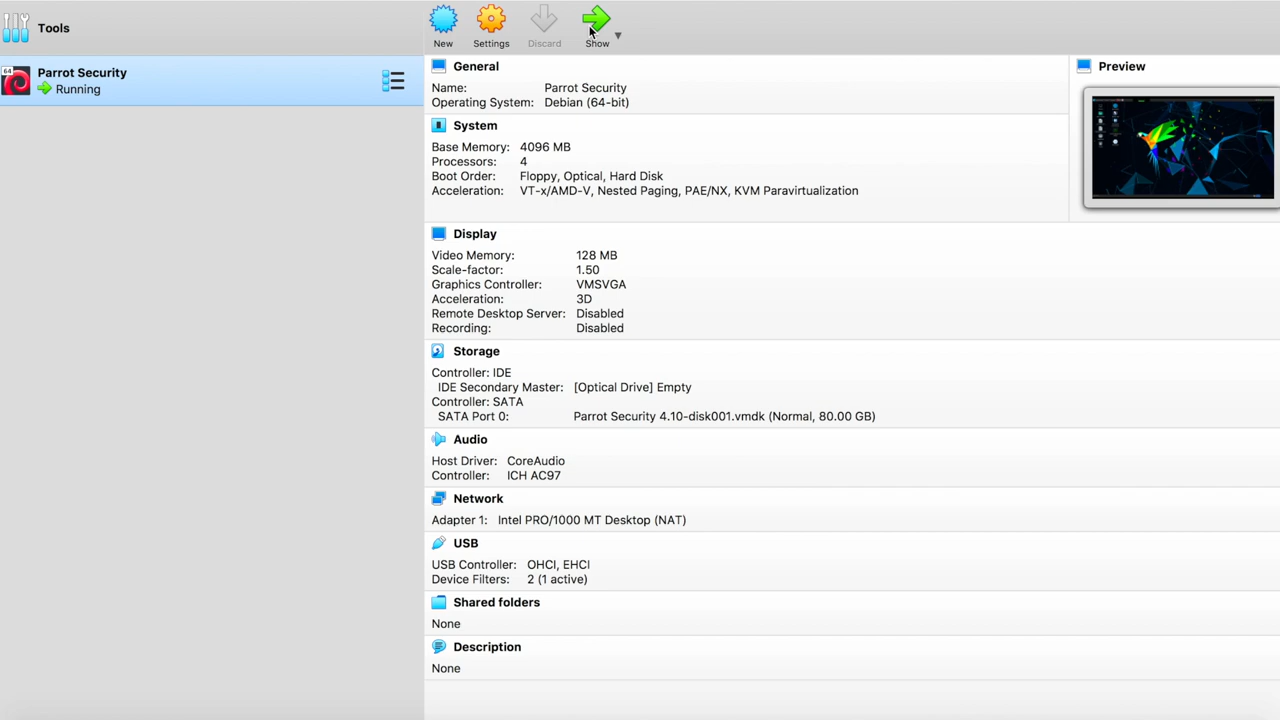 Tools
New
Settings
Discard
Show
64
Parrot Security
Running
General
Name: Parrot Security
Operating System: Debian (64-bit)
Preview
System
Base Memory: 4096 MB
Processors: 4
Boot Order: Floppy, Optical, Hard Disk
Acceleration: VT-x/AMD-V, Nested Paging, PAE/NX, KVM Paravirtualization
Display
Video Memory: 128 MB
Scale-factor: 1.50
Graphics Controller: VMSVGA
Acceleration: 3D
Remote Desktop Server: Disabled
Recording: Disabled
Storage
Controller: IDE
IDE Secondary Master: [Optical Drive] Empty
Controller: SATA
SATA Port 0: Parrot Security 4.10-disk001.vmdk (Normal, 80.00 GB)
Audio
Host Driver: CoreAudio
Controller: ICH AC97
Network
Adapter 1: Intel PRO/1000 MT Desktop (NAT)
USB
USB Controller: OHCI, EHCI
Device Filters: 2 (1 active)
Shared folders
None
Description
None